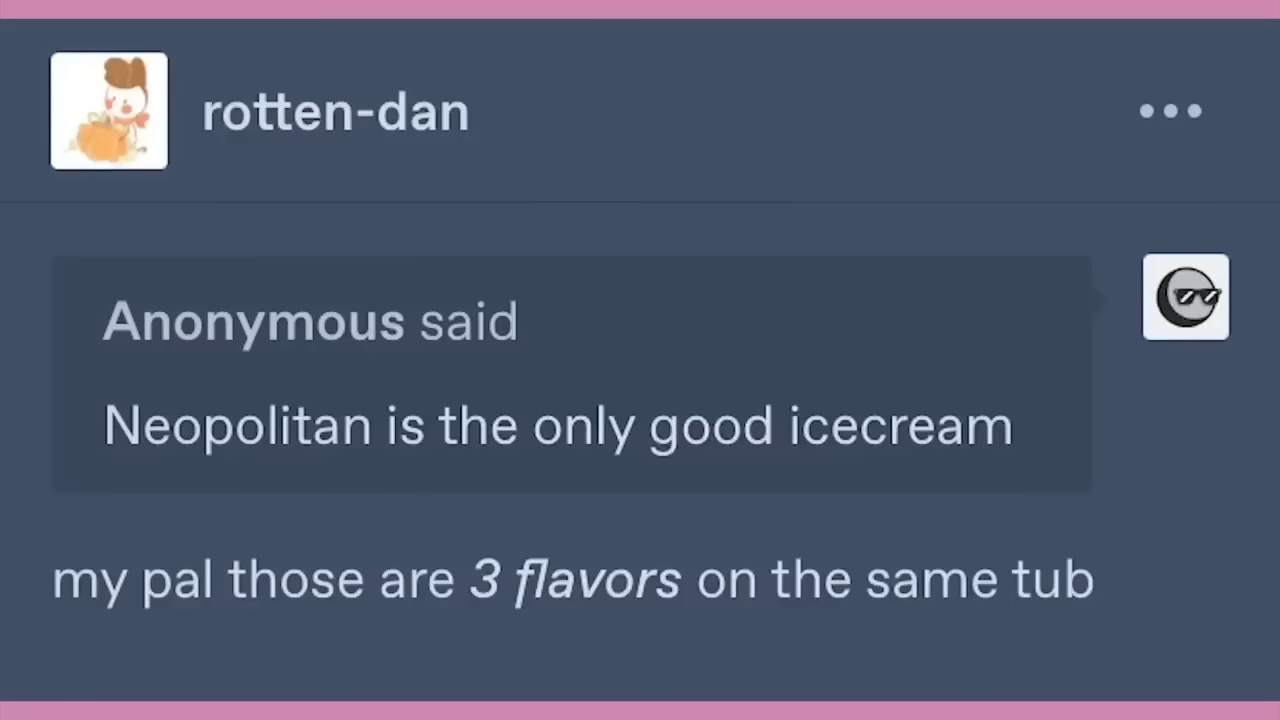 rotten-dan
Anonymous said
Neopolitan is the only good icecream
my pal those are 3 flavors on the same tub